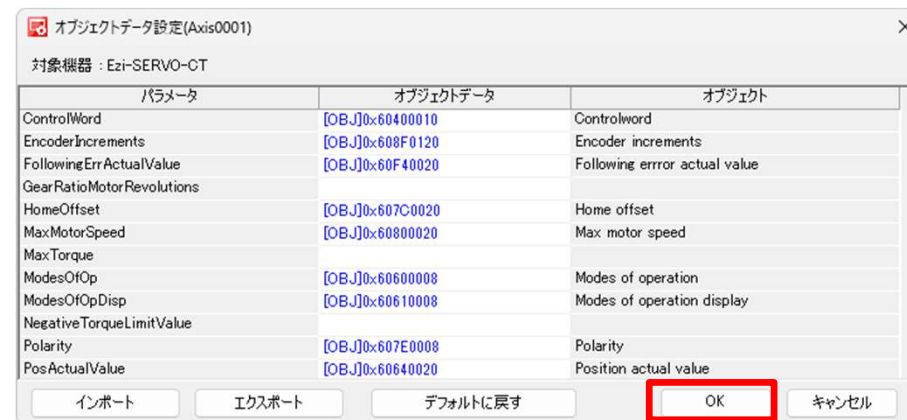 オブジェクトデータ設定(Axis0001)
対象機器 : Ezi-SERVO-CT
パラメータ オブジェクトデータ オブジェクト
ControlWord [OBJ]0x60400010 Controlword
EncoderIncrements [OBJ]0x608F0120 Encoder increments
FollowingErrActualValue [OBJ]0x60F40020 Following errror actual value
GearRatioMotorRevolutions
HomeOffset [OBJ]0x607C0020 Home offset
MaxMotorSpeed [OBJ]0x60800020 Max motor speed
MaxTorque
ModesOfOp [OBJ]0x60600008 Modes of operation
ModesOfOpDisp [OBJ]0x60610008 Modes of operation display
NegativeTorqueLimitValue
Polarity [OBJ]0x607E0008 Polarity
PosActualValue [OBJ]0x60640020 Position actual value
インポート エクスポート デフォルトに戻す OK キャンセル